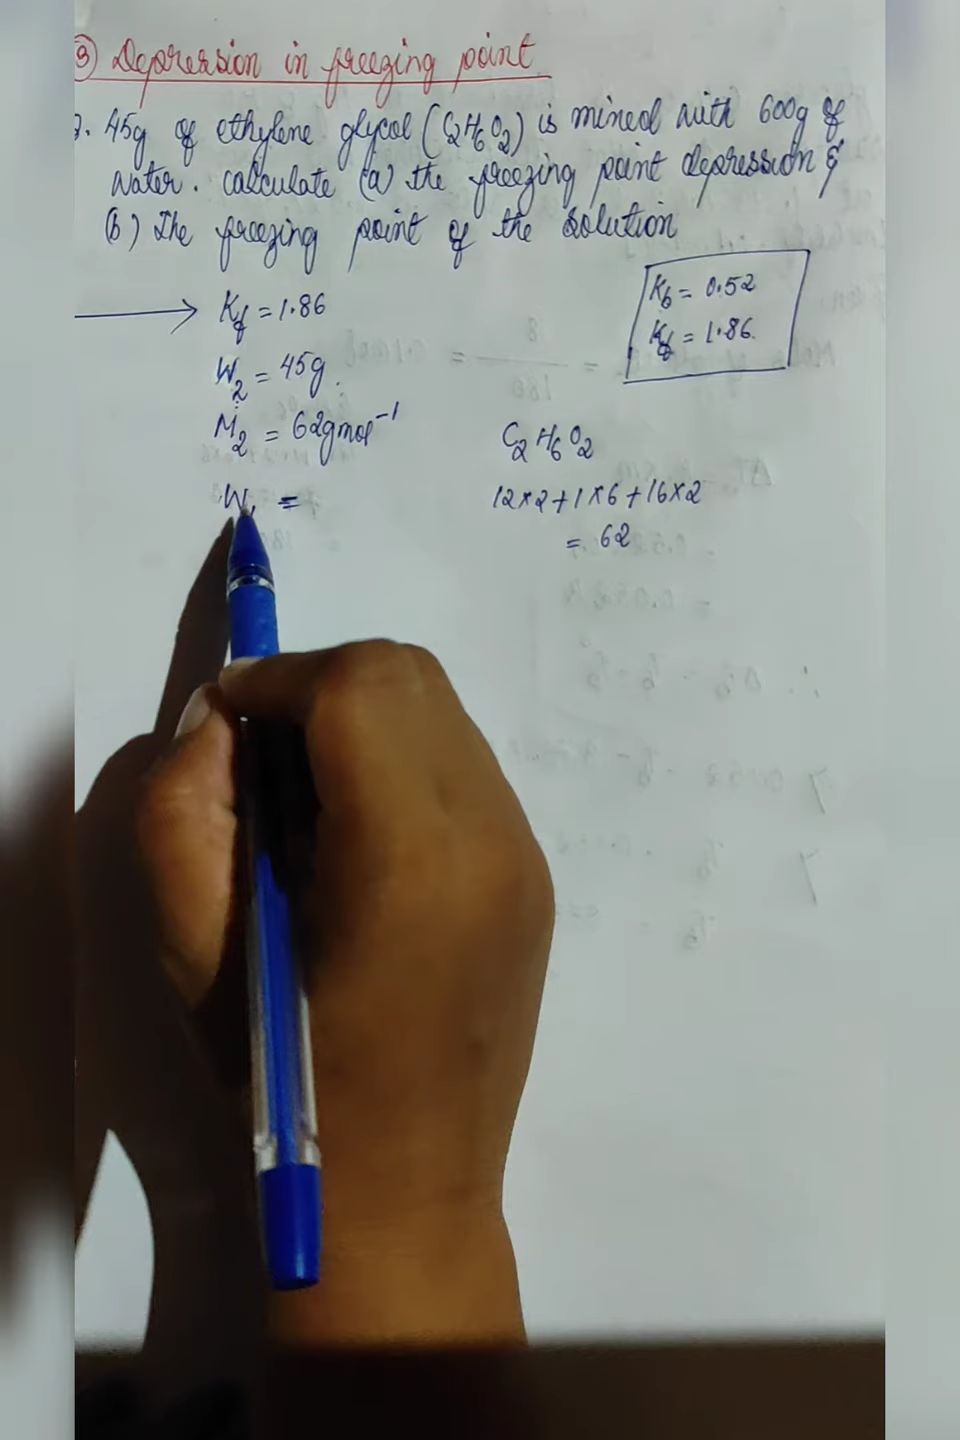 3) Depression in freezing point
2. 45g of ethylene glycol (C2H6O2) is mixed with 600g of
water. calculate (a) the freezing point depression &
(b) The freezing point of the solution
Kf = 1.86
Kb = 0.52
Kf = 1.86
W2 = 45g.
M2 = 62gmol⁻¹
C2H6O2
W1 =
12×2+1×6+16×2
= 62